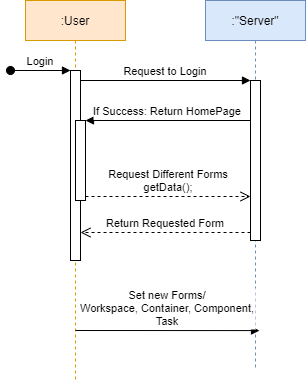 :User
:"Server"
Login
Request to Login
If Success: Return HomePage
Request Different Forms
getData();
Return Requested Form
Set new Forms/
Workspace, Container, Component,
Task